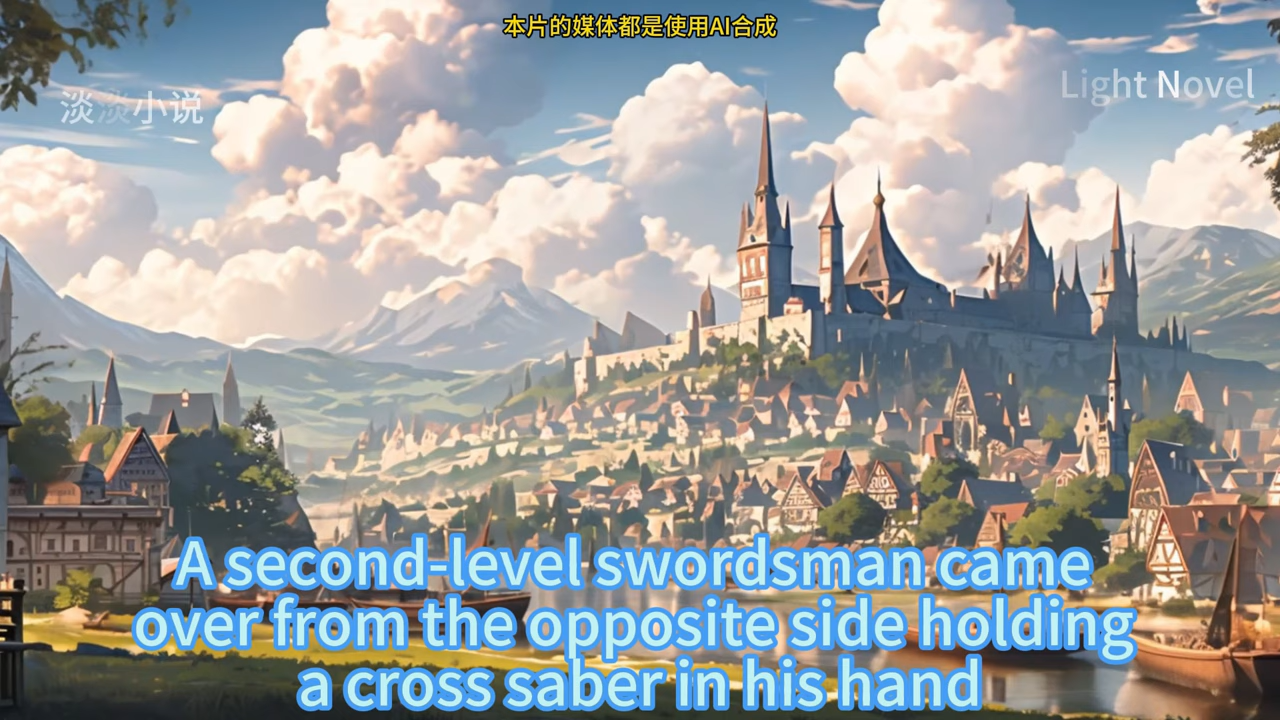 本片的媒体都是使用AI合成
淡淡小说
Light Novel
A second-level swordsman came
over from the opposite side holding
a cross saber in his hand